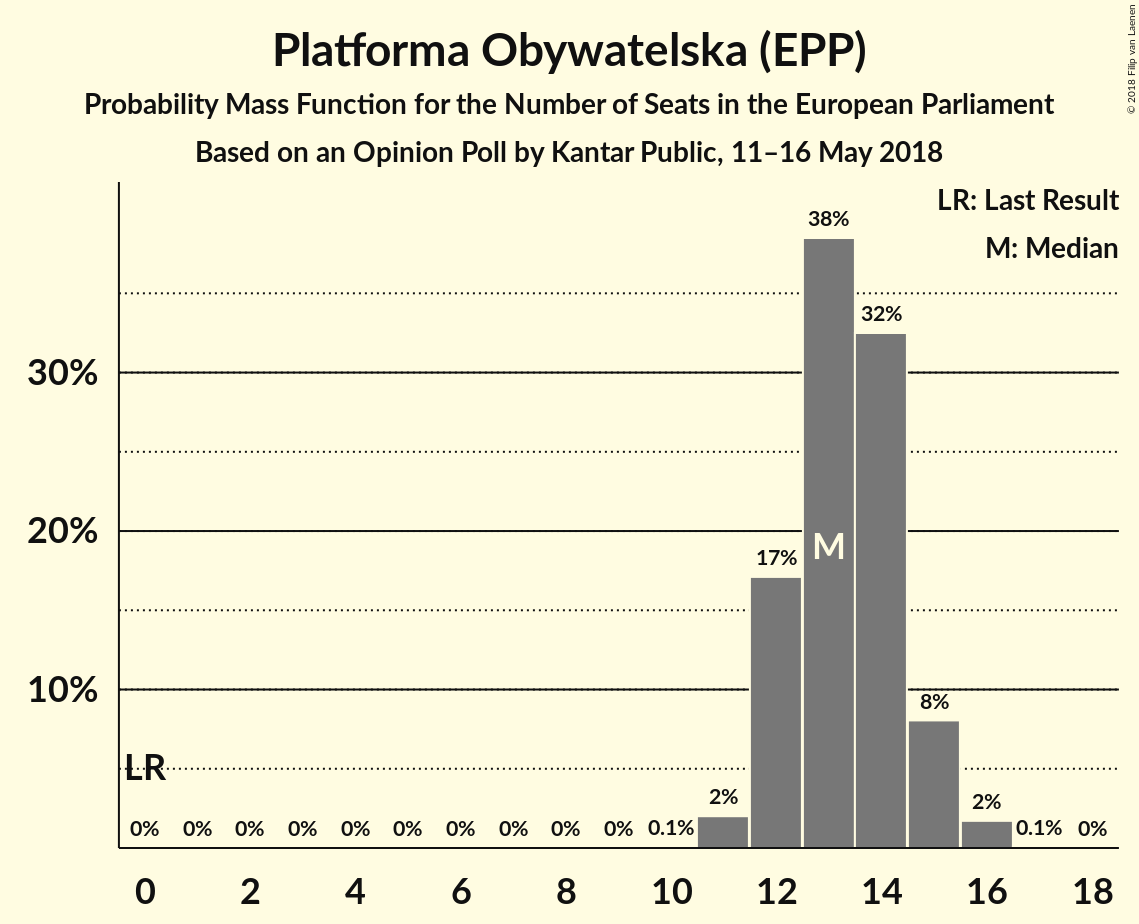 Platforma Obywatelska (EPP)
Probability Mass Function for the Number of Seats in the European Parliament
Based on an Opinion Poll by Kantar Public, 11–16 May 2018
© 2018 Filip van Laenen
LR: Last Result
M: Median
38%
32%
30%
20%
M
17%
10%
8%
LR
2%
2%
0% 0% 0% 0% 0% 0% 0% 0% 0% 0% 0.1% 0.1% 0%
0 2 4 6 8 10 12 14 16 18